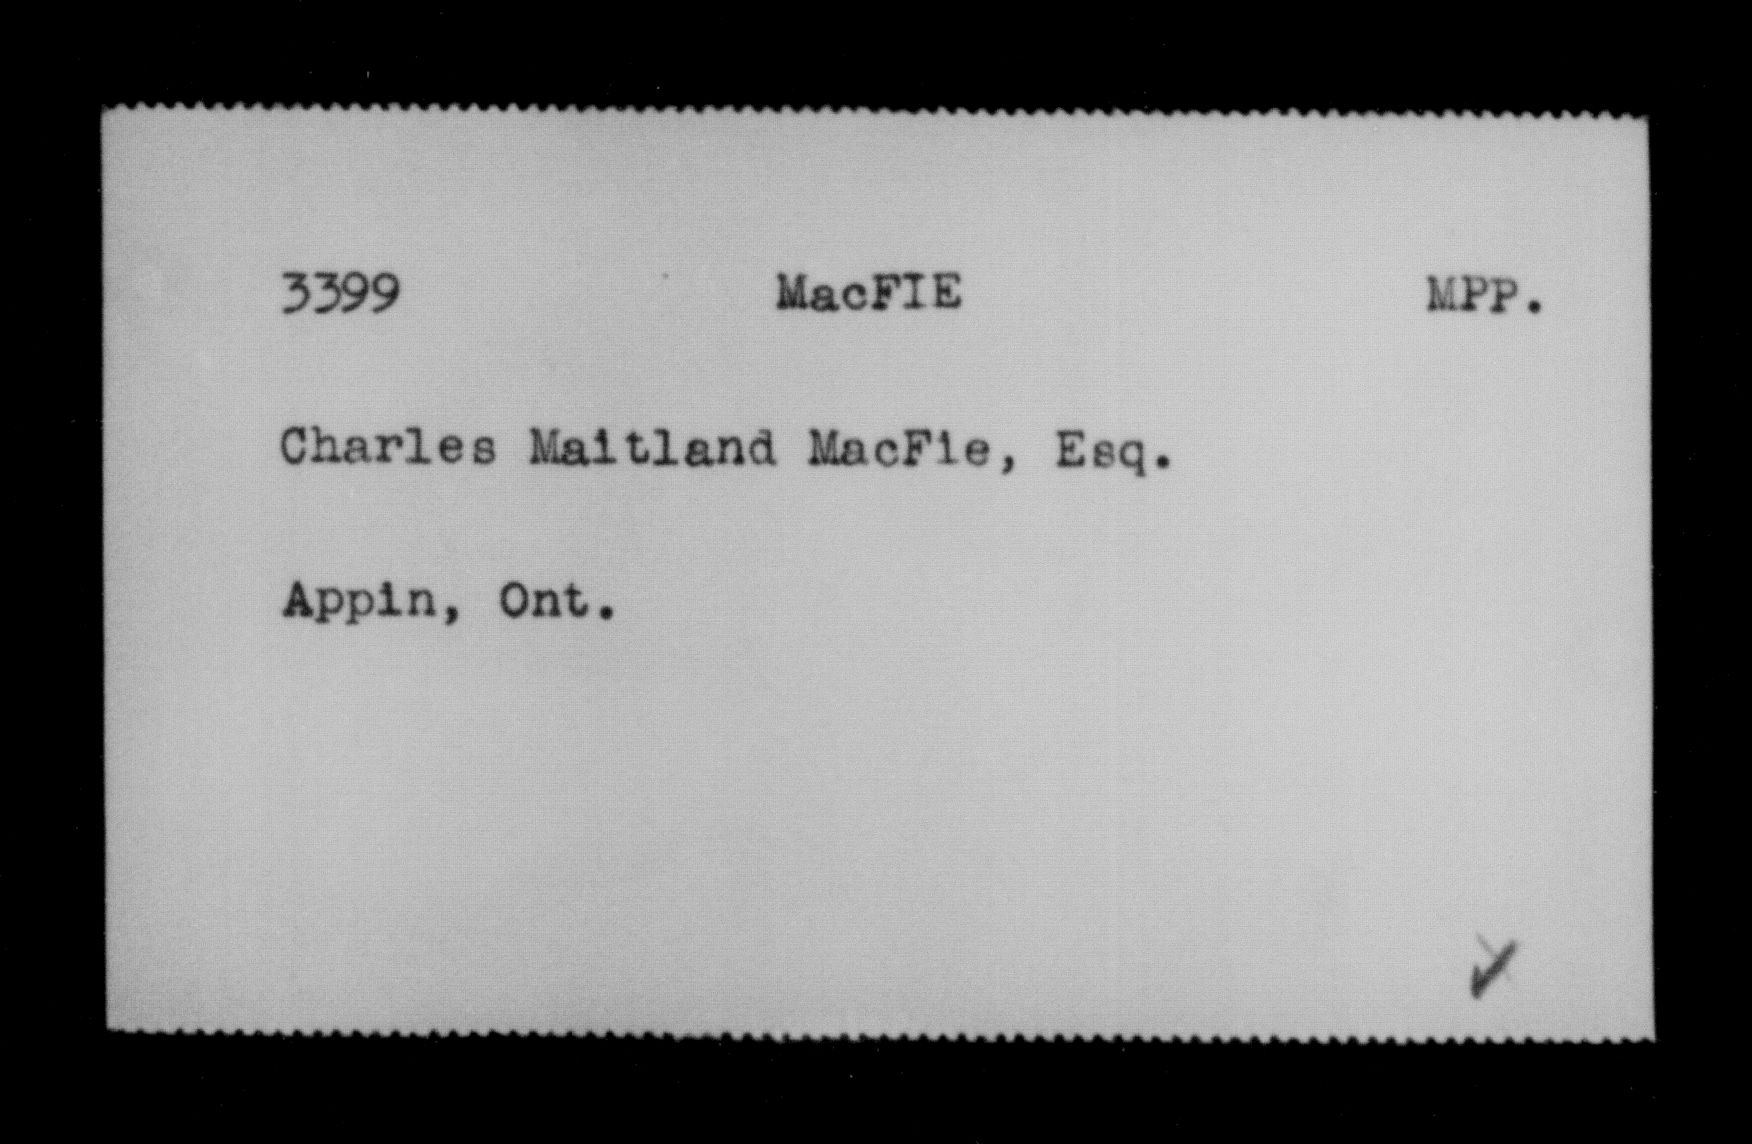 3399 MacFIE MPP.
Charles Maitland MacFie, Esq.
Appin, Ont.